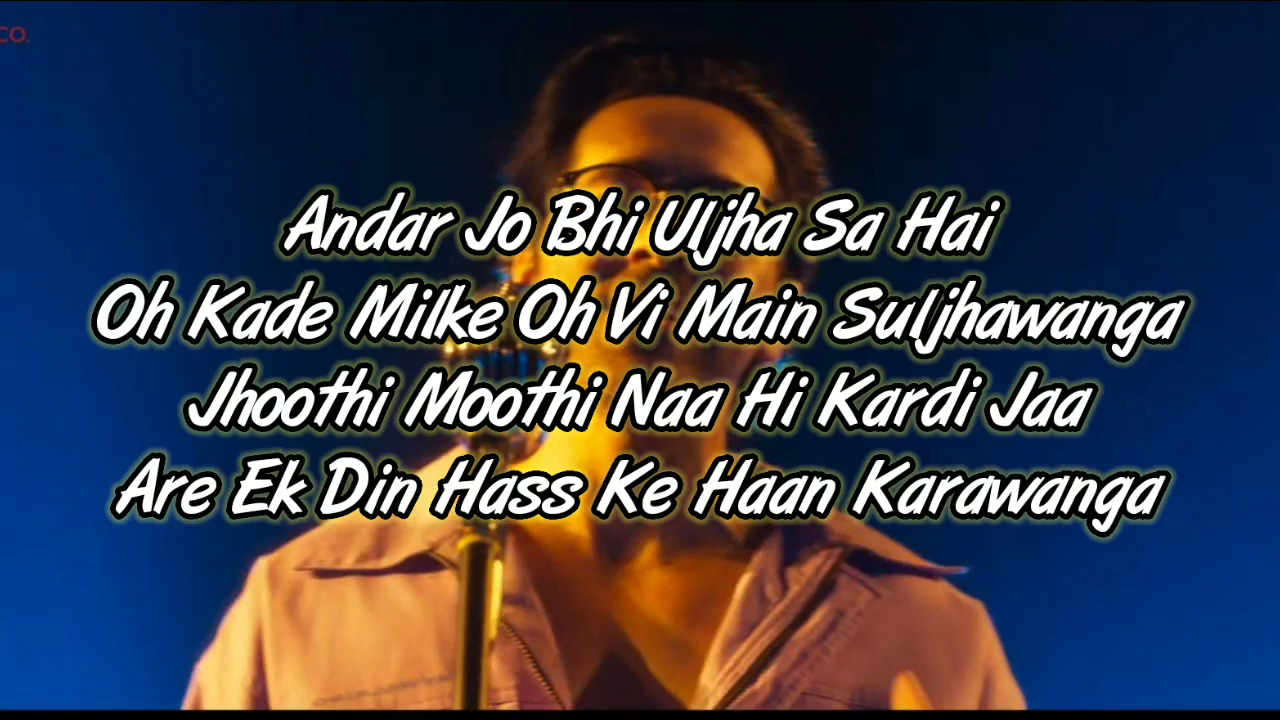 CO.
Andar Jo Bhi Uljha Sa Hai
Oh Kade Milke Oh Vi Main Suljhawanga
Jhoothi Moothi Naa Hi Kardi Jaa
Are Ek Din Hass Ke Haan Karawanga